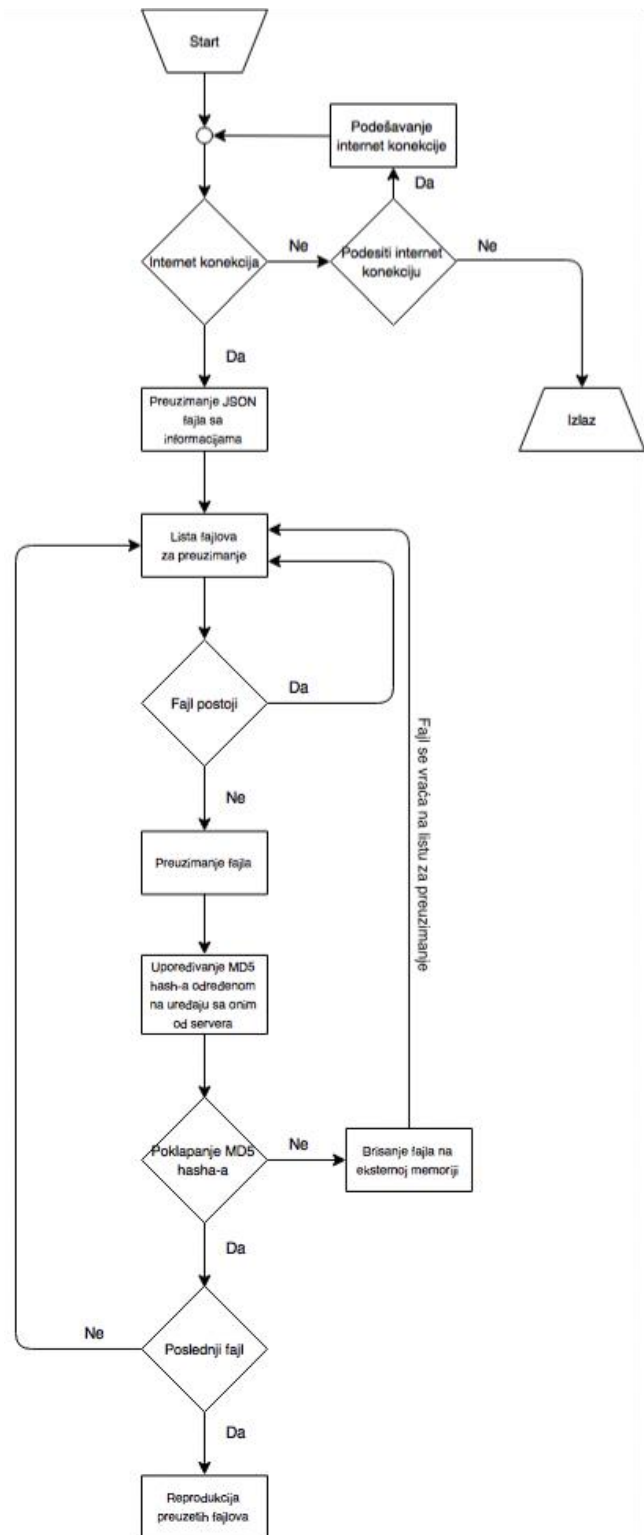 Start
Podešavanje
internet konekcije
Da
Internet konekcija
Ne
Podesiti internet
konekciju
Ne
Da
Preuzimanje JSON
fajla sa
informacijama
Izlaz
Lista fajlova
za preuzimanje
Fajl postoji
Da
Ne
Fajl se vraća na listu za preuzimanje
Preuzimanje fajla
Upoređivanje MD5
hash-a određenom
na uređaju sa onim
od servera
Poklapanje MD5
hasha-a
Ne
Brisanje fajla na
eksternoj memoriji
Da
Ne
Poslednji fajl
Da
Reprodukcija
preuzetih fajlova